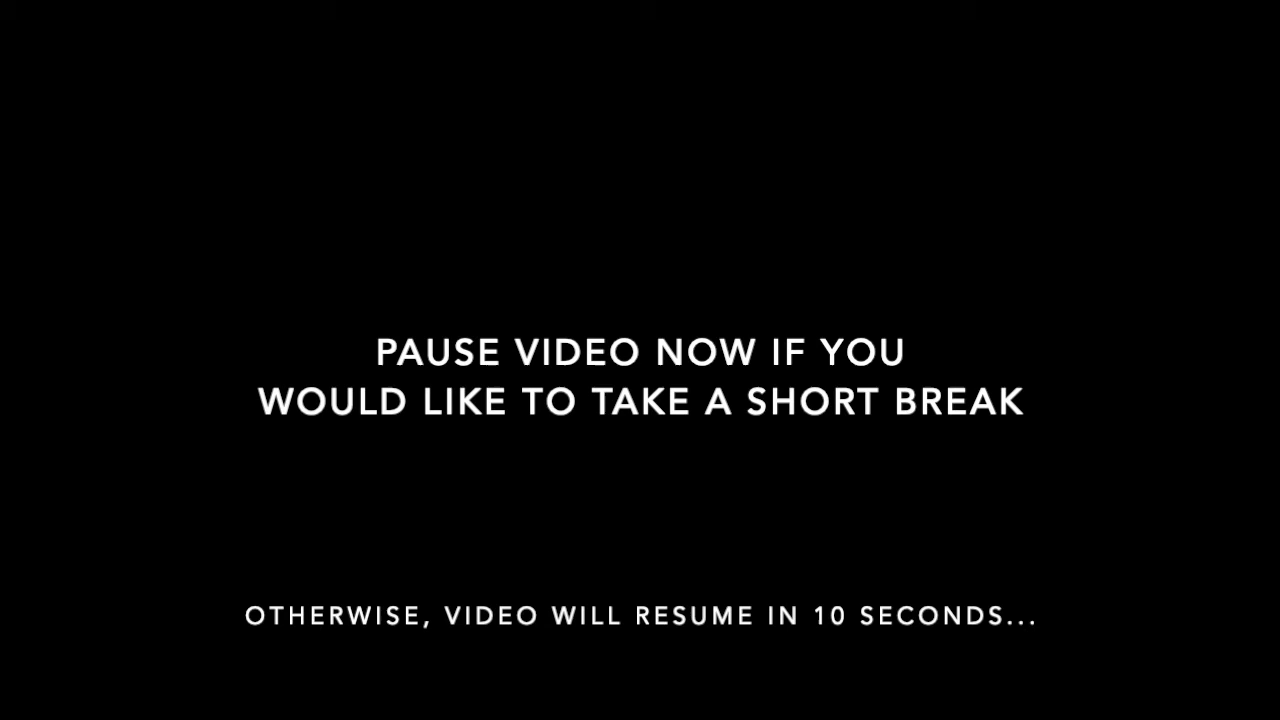 PAUSE VIDEO NOW IF YOU
WOULD LIKE TO TAKE A SHORT BREAK
OTHERWISE, VIDEO WILL RESUME IN 10 SECONDS...